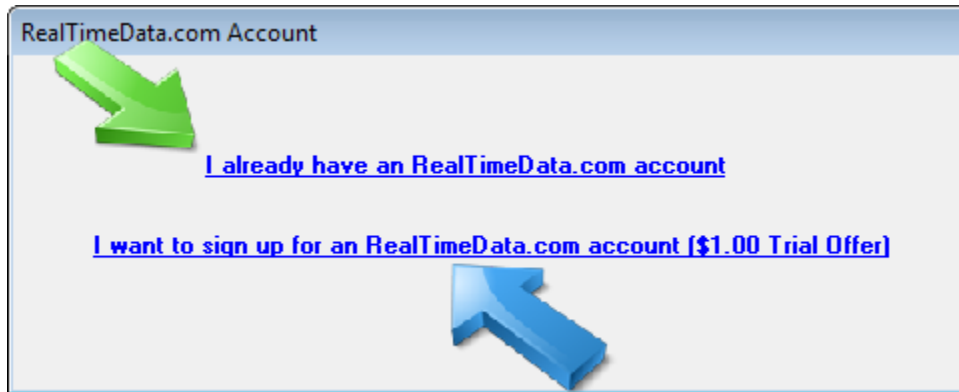 RealTimeData.com Account
I already have an RealTimeData.com account
I want to sign up for an RealTimeData.com account ($1.00 Trial Offer)